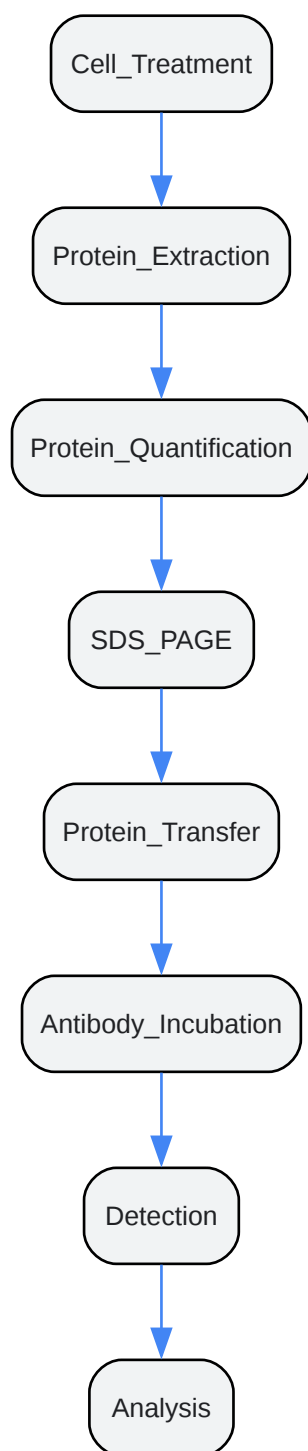 Cell_Treatment
Protein_Extraction
Protein_Quantification
SDS_PAGE
Protein_Transfer
Antibody_Incubation
Detection
Analysis